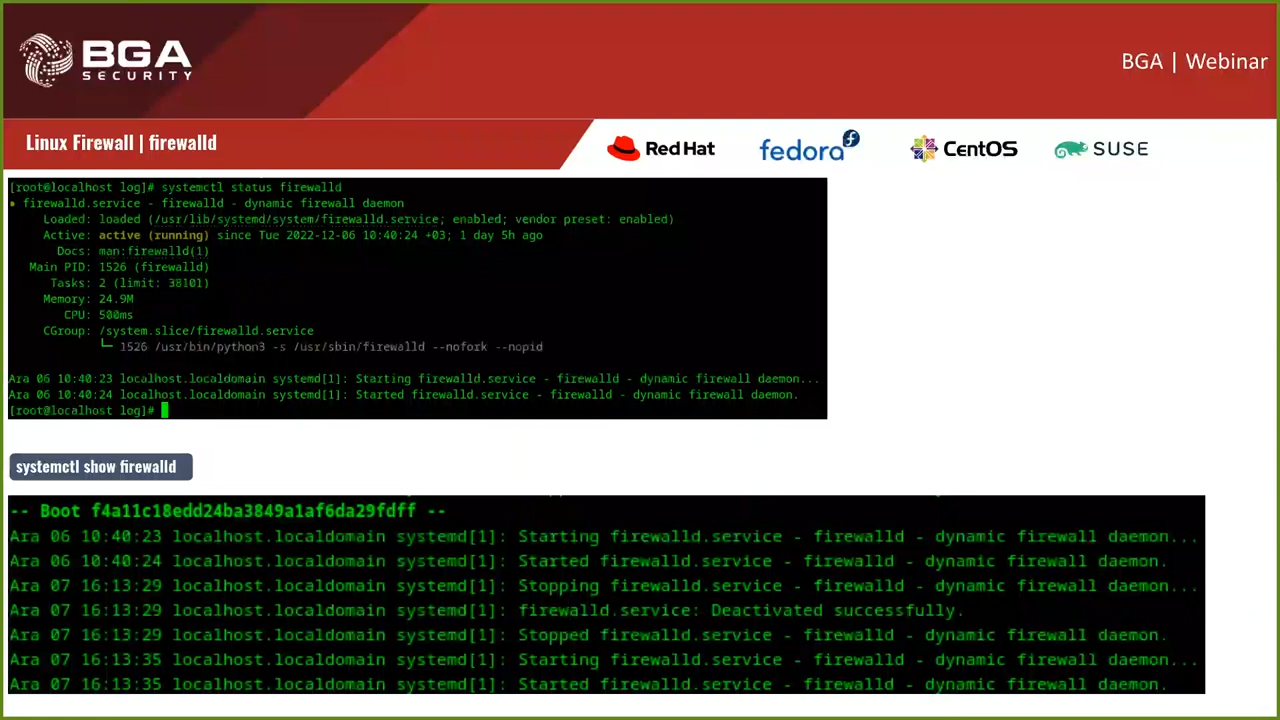 BGA
SECURITY
BGA | Webinar
Linux Firewall | firewalld
Red Hat
fedora
CentOS
SUSE
[root@localhost log]# systemctl status firewalld
● firewalld.service - firewalld - dynamic firewall daemon
Loaded: loaded (/usr/lib/systemd/system/firewalld.service; enabled; vendor preset: enabled)
Active: active (running) since Tue 2022-12-06 10:40:24 +03; 1 day 5h ago
Docs: man:firewalld(1)
Main PID: 1526 (firewalld)
Tasks: 2 (limit: 38101)
Memory: 24.9M
CPU: 500ms
CGroup: /system.slice/firewalld.service
└─ 1526 /usr/bin/python3 -s /usr/sbin/firewalld --nofork --nopid
Ara 06 10:40:23 localhost.localdomain systemd[1]: Starting firewalld.service - firewalld - dynamic firewall daemon...
Ara 06 10:40:24 localhost.localdomain systemd[1]: Started firewalld.service - firewalld - dynamic firewall daemon.
[root@localhost log]#
systemctl show firewalld
-- Boot f4a11c18edd24ba3849a1af6da29fdff --
Ara 06 10:40:23 localhost.localdomain systemd[1]: Starting firewalld.service - firewalld - dynamic firewall daemon...
Ara 06 10:40:24 localhost.localdomain systemd[1]: Started firewalld.service - firewalld - dynamic firewall daemon.
Ara 07 16:13:29 localhost.localdomain systemd[1]: Stopping firewalld.service - firewalld - dynamic firewall daemon...
Ara 07 16:13:29 localhost.localdomain systemd[1]: firewalld.service: Deactivated successfully.
Ara 07 16:13:29 localhost.localdomain systemd[1]: Stopped firewalld.service - firewalld - dynamic firewall daemon.
Ara 07 16:13:35 localhost.localdomain systemd[1]: Starting firewalld.service - firewalld - dynamic firewall daemon...
Ara 07 16:13:35 localhost.localdomain systemd[1]: Started firewalld.service - firewalld - dynamic firewall daemon.